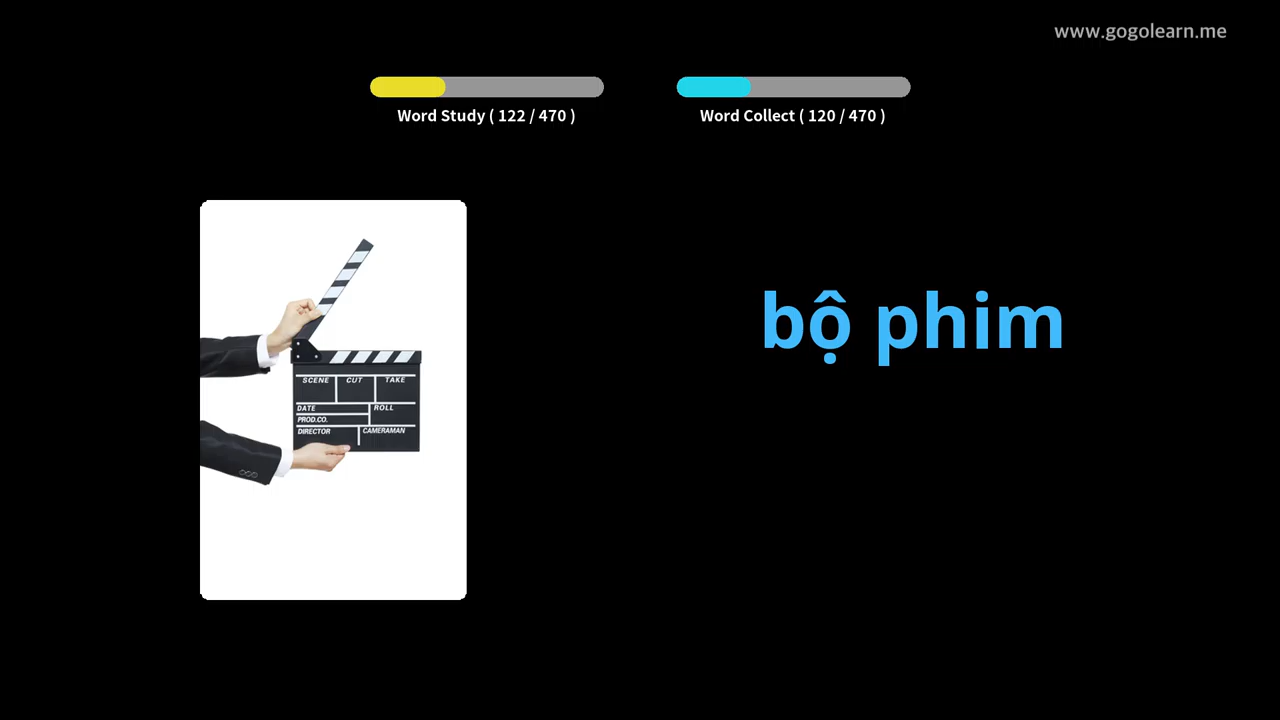 www.gogolearn.me
Word Study ( 122 / 470 )
Word Collect ( 120 / 470 )
bộ phim
SCENE CUT TAKE
DATE ROLL
PROD.CO.
DIRECTOR CAMERAMAN